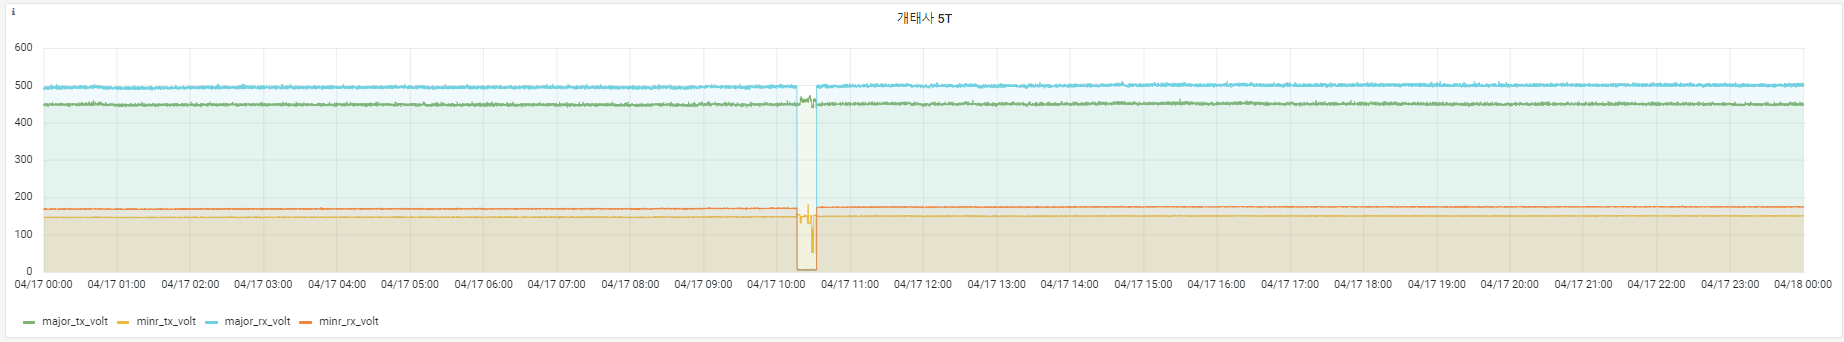 i
개태사 5T
600
500
400
300
200
100
0
04/17 00:00 04/17 01:00 04/17 02:00 04/17 03:00 04/17 04:00 04/17 05:00 04/17 06:00 04/17 07:00 04/17 08:00 04/17 09:00 04/17 10:00 04/17 11:00 04/17 12:00 04/17 13:00 04/17 14:00 04/17 15:00 04/17 16:00 04/17 17:00 04/17 18:00 04/17 19:00 04/17 20:00 04/17 21:00 04/17 22:00 04/17 23:00 04/18 00:00
major_tx_volt minr_tx_volt major_rx_volt minr_rx_volt